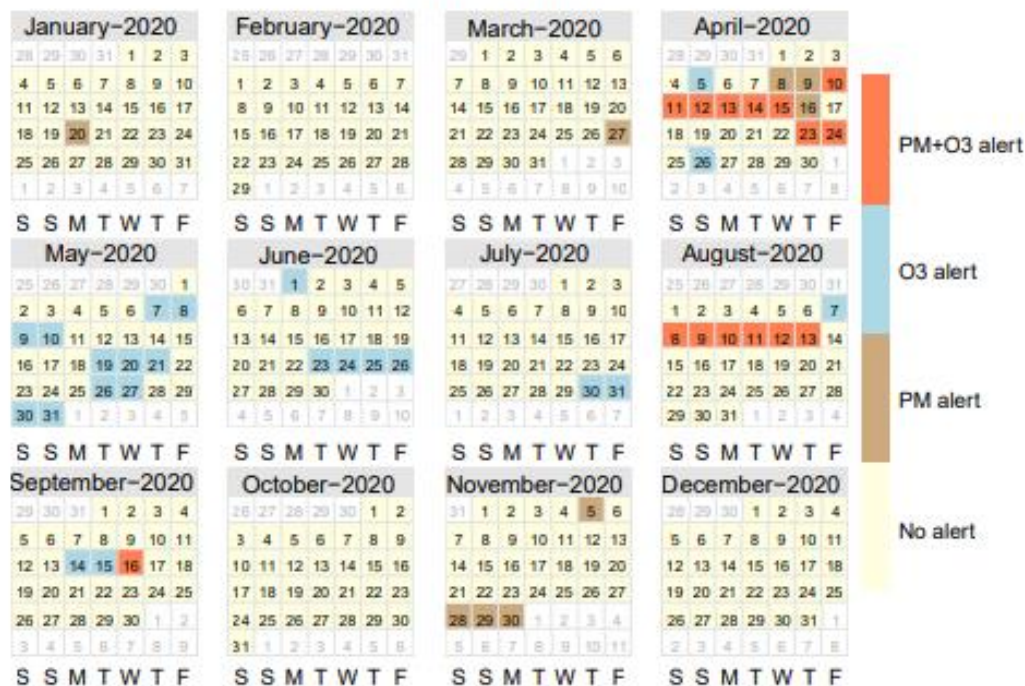 January−2020
28 29 30 31 1 2 3
4 5 6 7 8 9 10
11 12 13 14 15 16 17
18 19 20 21 22 23 24
25 26 27 28 29 30 31
1 2 3 4 5 6 7
S S M T W T F
February−2020
25 26 27 28 29 30 31
1 2 3 4 5 6 7
8 9 10 11 12 13 14
15 16 17 18 19 20 21
22 23 24 25 26 27 28
29 1 2 3 4 5 6
S S M T W T F
March−2020
29 1 2 3 4 5 6
7 8 9 10 11 12 13
14 15 16 17 18 19 20
21 22 23 24 25 26 27
28 29 30 31 1 2 3
4 5 6 7 8 9 10
S S M T W T F
April−2020
28 29 30 31 1 2 3
4 5 6 7 8 9 10
11 12 13 14 15 16 17
18 19 20 21 22 23 24
25 26 27 28 29 30 1
2 3 4 5 6 7 8
S S M T W T F
May−2020
25 26 27 28 29 30 1
2 3 4 5 6 7 8
9 10 11 12 13 14 15
16 17 18 19 20 21 22
23 24 25 26 27 28 29
30 31 1 2 3 4 5
S S M T W T F
June−2020
30 31 1 2 3 4 5
6 7 8 9 10 11 12
13 14 15 16 17 18 19
20 21 22 23 24 25 26
27 28 29 30 1 2 3
4 5 6 7 8 9 10
S S M T W T F
July−2020
27 28 29 30 1 2 3
4 5 6 7 8 9 10
11 12 13 14 15 16 17
18 19 20 21 22 23 24
25 26 27 28 29 30 31
1 2 3 4 5 6 7
S S M T W T F
August−2020
25 26 27 28 29 30 31
1 2 3 4 5 6 7
8 9 10 11 12 13 14
15 16 17 18 19 20 21
22 23 24 25 26 27 28
29 30 31 1 2 3 4
S S M T W T F
September−2020
29 30 31 1 2 3 4
5 6 7 8 9 10 11
12 13 14 15 16 17 18
19 20 21 22 23 24 25
26 27 28 29 30 1 2
3 4 5 6 7 8 9
S S M T W T F
October−2020
26 27 28 29 30 1 2
3 4 5 6 7 8 9
10 11 12 13 14 15 16
17 18 19 20 21 22 23
24 25 26 27 28 29 30
31 1 2 3 4 5 6
S S M T W T F
November−2020
31 1 2 3 4 5 6
7 8 9 10 11 12 13
14 15 16 17 18 19 20
21 22 23 24 25 26 27
28 29 30 1 2 3 4
5 6 7 8 9 10 11
S S M T W T F
December−2020
28 29 30 1 2 3 4
5 6 7 8 9 10 11
12 13 14 15 16 17 18
19 20 21 22 23 24 25
26 27 28 29 30 31 1
2 3 4 5 6 7 8
S S M T W T F
PM+O3 alert
O3 alert
PM alert
No alert